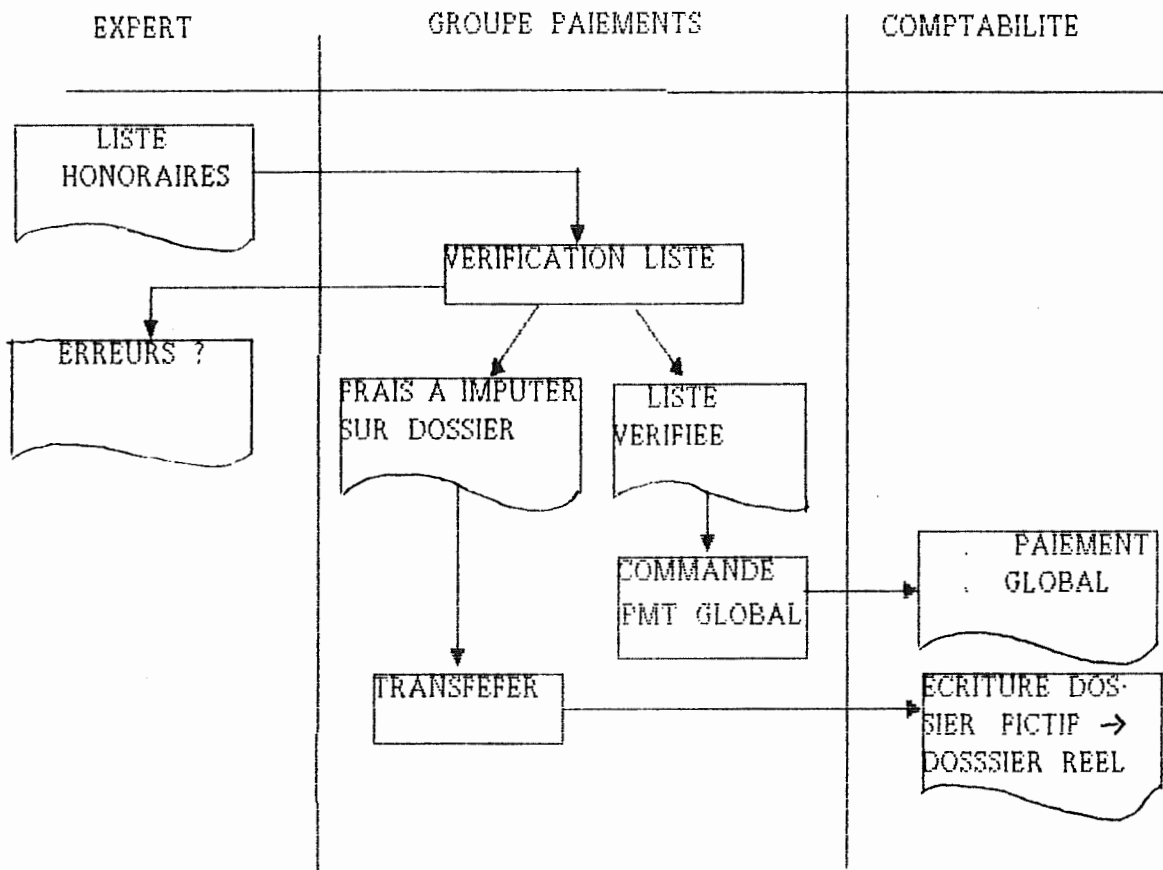 EXPERT
GROUPE PAIEMENTS
COMPTABILITE
LISTE
HONORAIRES
VERIFICATION LISTE
ERREURS ?
FRAIS A IMPUTER
SUR DOSSIER
LISTE
VERIFIEE
COMMANDE
PMT GLOBAL
. PAIEMENT
. GLOBAL
TRANSFEFER
ECRITURE DOS-
SIER FICTIF →
DOSSSIER REEL